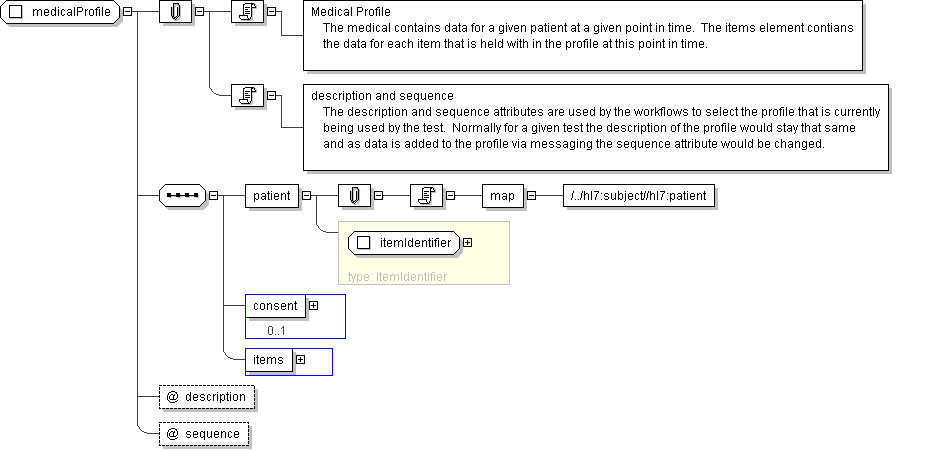 medicalProfile
Medical Profile
The medical contains data for a given patient at a given point in time. The items element contians
the data for each item that is held with in the profile at this point in time.
description and sequence
The description and sequence attributes are used by the workflows to select the profile that is currently
being used by the test. Normally for a given test the description of the profile would stay that same
and as data is added to the profile via messaging the sequence attribute would be changed.
patient
map
/../hl7:subject//hl7:patient
itemIdentifier
type: itemIdentifier
consent
0..1
items
@ description
@ sequence